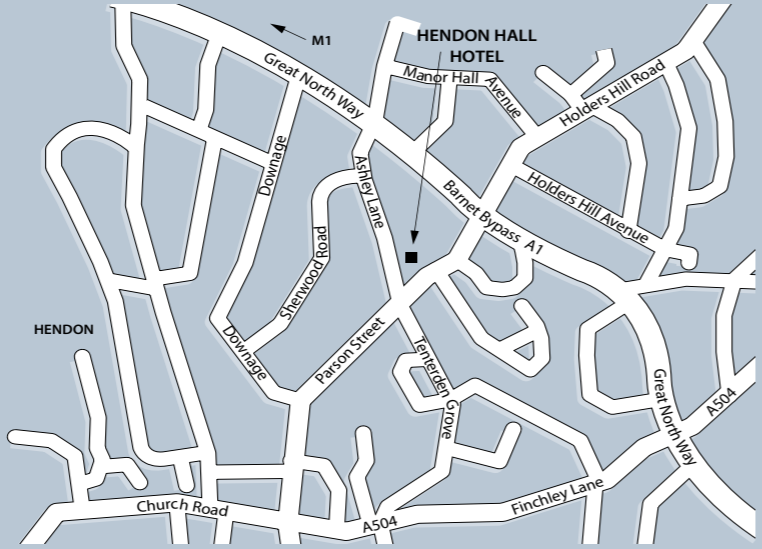 M1
HENDON HALL
HOTEL
Great North Way
Manor Hall
Avenue
Holders Hill Road
Downage
Ashley Lane
Holders Hill Avenue
Barnet Bypass A1
Sherwood Road
HENDON
Downage
Parson Street
Tenterden Grove
Great North Way
A504
Finchley Lane
Church Road
A504